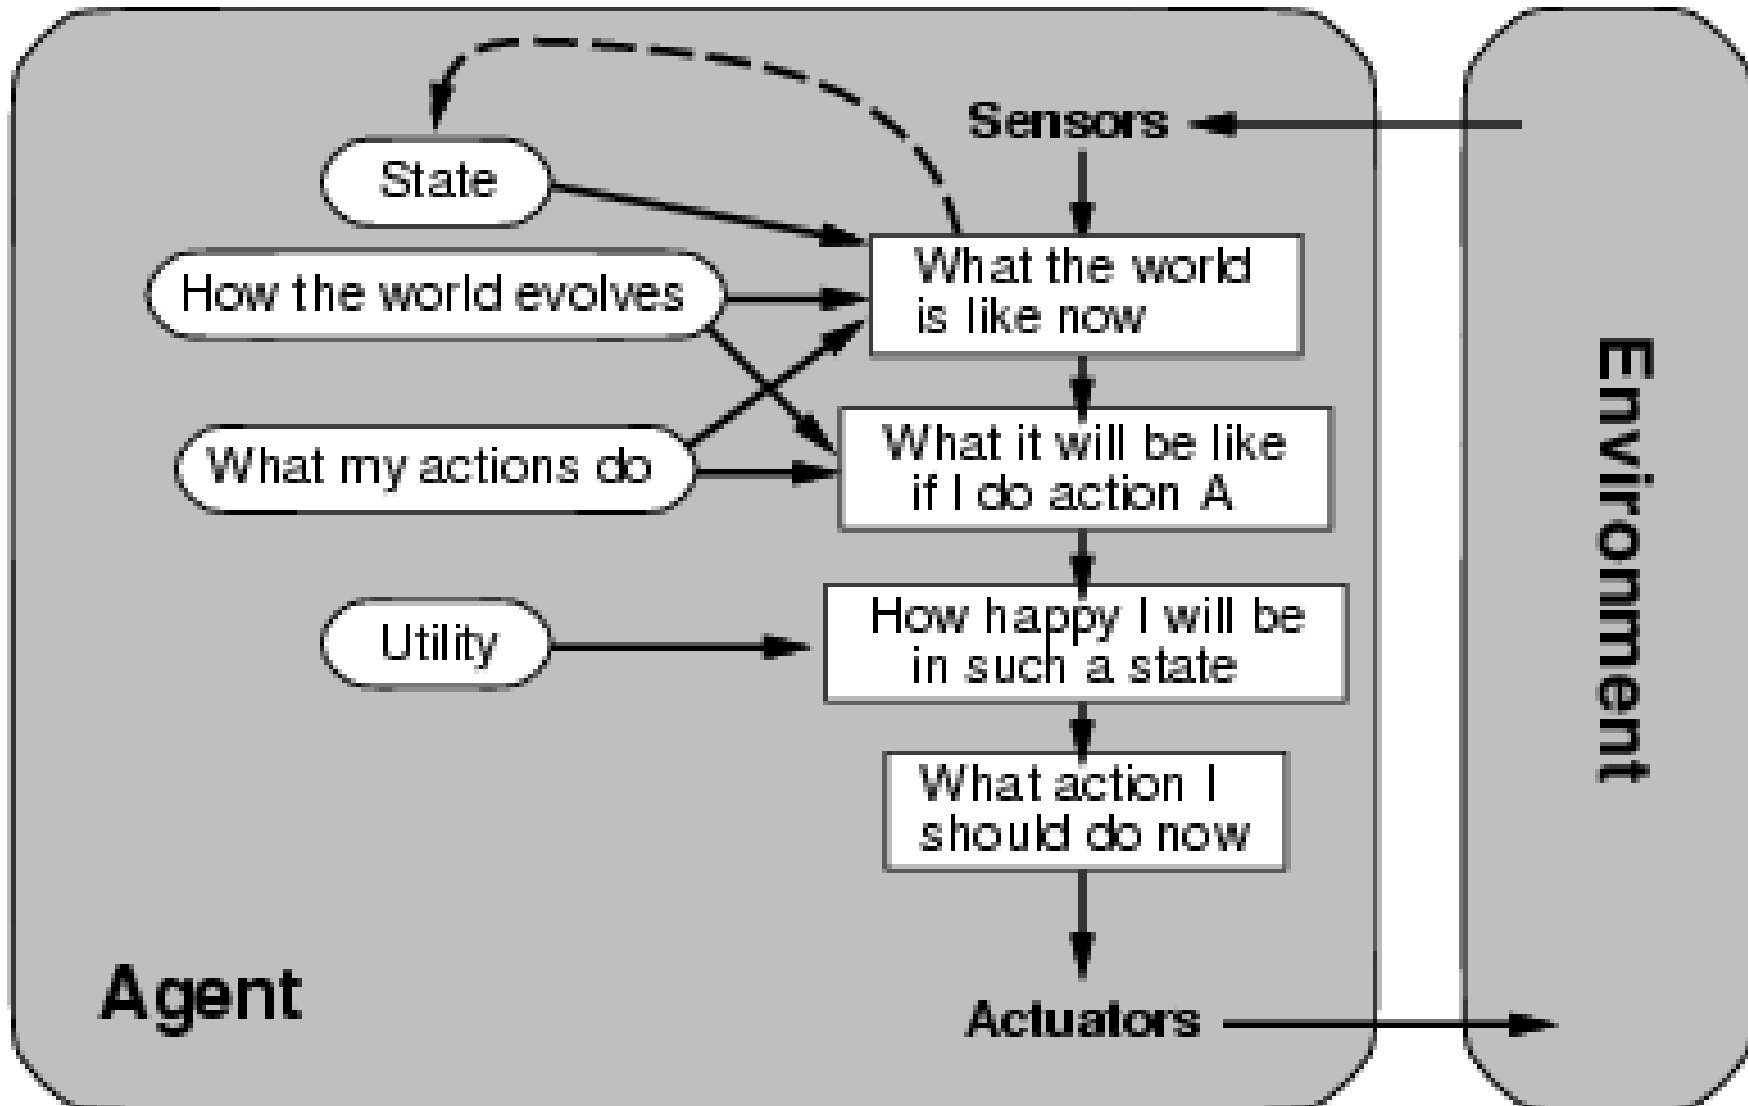 Sensors
State
What the world
is like now
How the world evolves
What my actions do
What it will be like
if I do action A
Utility
How happy I will be
in such a state
What action I
should do now
Agent
Actuators
Environment